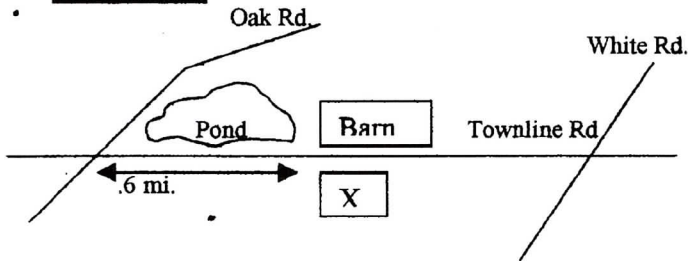 Oak Rd.
White Rd.
Pond
Barn
Townline Rd
.6 mi.
X